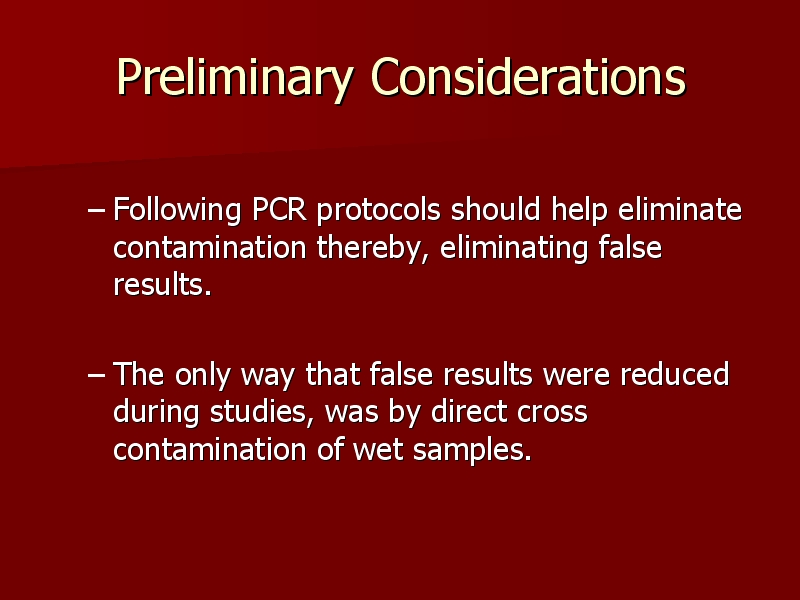 Preliminary Considerations
– Following PCR protocols should help eliminate
contamination thereby, eliminating false
results.
– The only way that false results were reduced
during studies, was by direct cross
contamination of wet samples.